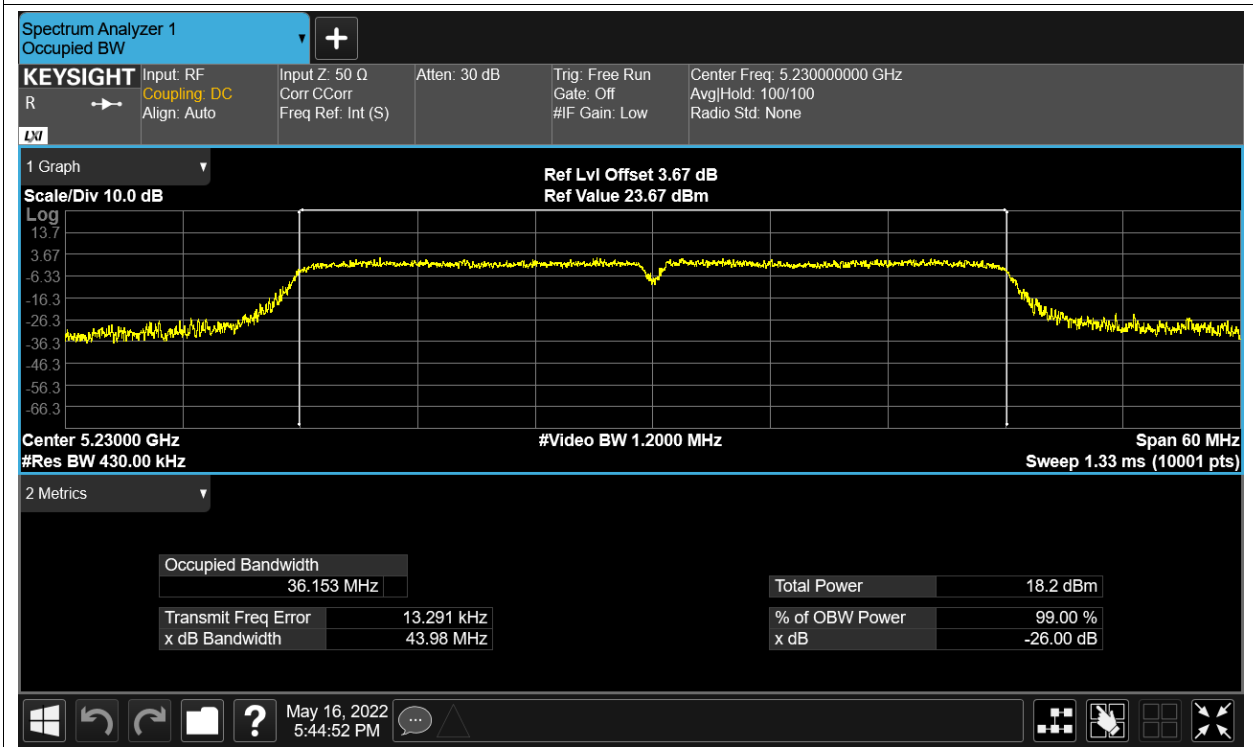 Spectrum Analyzer 1
Occupied BW
KEYSIGHT Input: RF Input Z: 50 Ω Atten: 30 dB Trig: Free Run Center Freq: 5.230000000 GHz
R Coupling: DC Corr CCorr Gate: Off Avg|Hold: 100/100
Align: Auto Freq Ref: Int (S) #IF Gain: Low Radio Std: None
LXI
1 Graph
Ref Lvl Offset 3.67 dB
Scale/Div 10.0 dB Ref Value 23.67 dBm
Log
13.7
3.67
-6.33
-16.3
-26.3
-36.3
-46.3
-56.3
-66.3
Center 5.23000 GHz #Video BW 1.2000 MHz Span 60 MHz
#Res BW 430.00 kHz Sweep 1.33 ms (10001 pts)
2 Metrics
Occupied Bandwidth
36.153 MHz Total Power 18.2 dBm
Transmit Freq Error 13.291 kHz % of OBW Power 99.00 %
x dB Bandwidth 43.98 MHz x dB -26.00 dB
May 16, 2022
5:44:52 PM